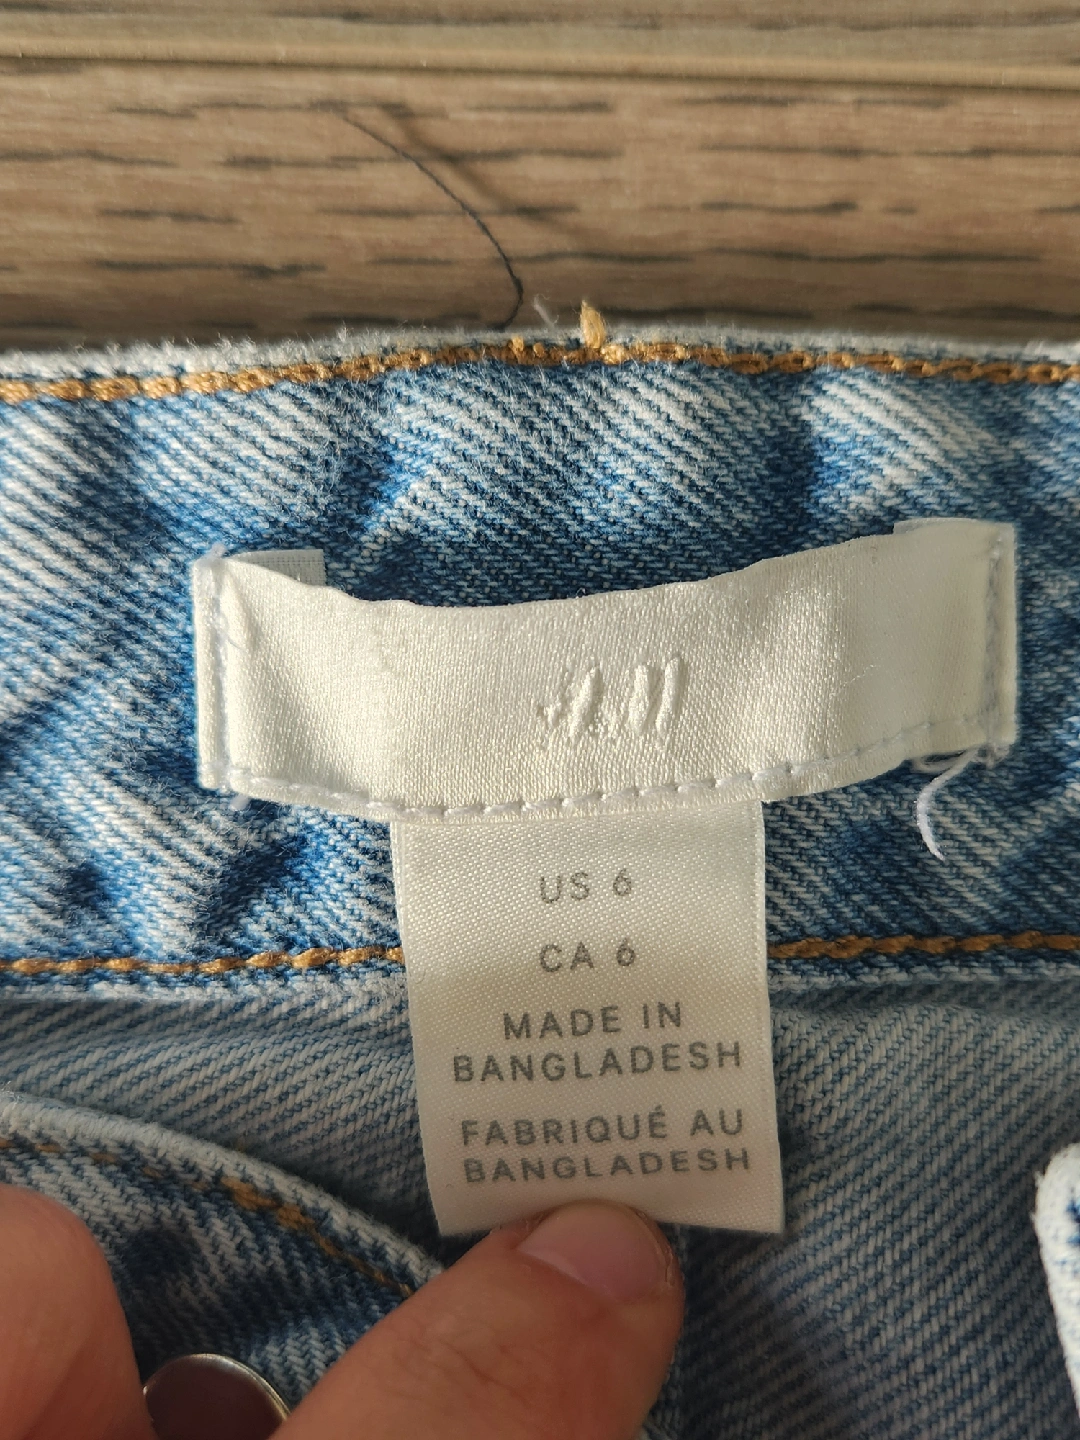 H&M
US 6
CA 6
MADE IN
BANGLADESH
FABRIQUÉ AU
BANGLADESH